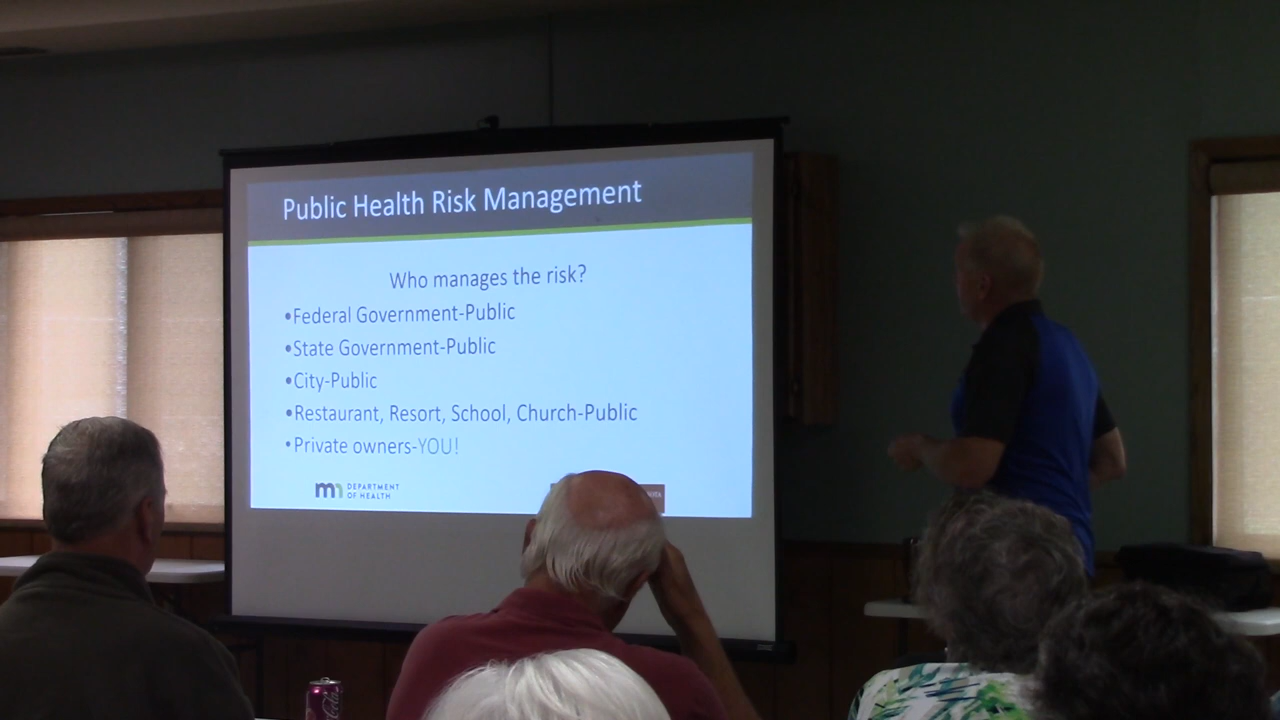 Public Health Risk Management
Who manages the risk?
•Federal Government-Public
•State Government-Public
•City-Public
•Restaurant, Resort, School, Church-Public
•Private owners-YOU!
mn DEPARTMENT
OF HEALTH